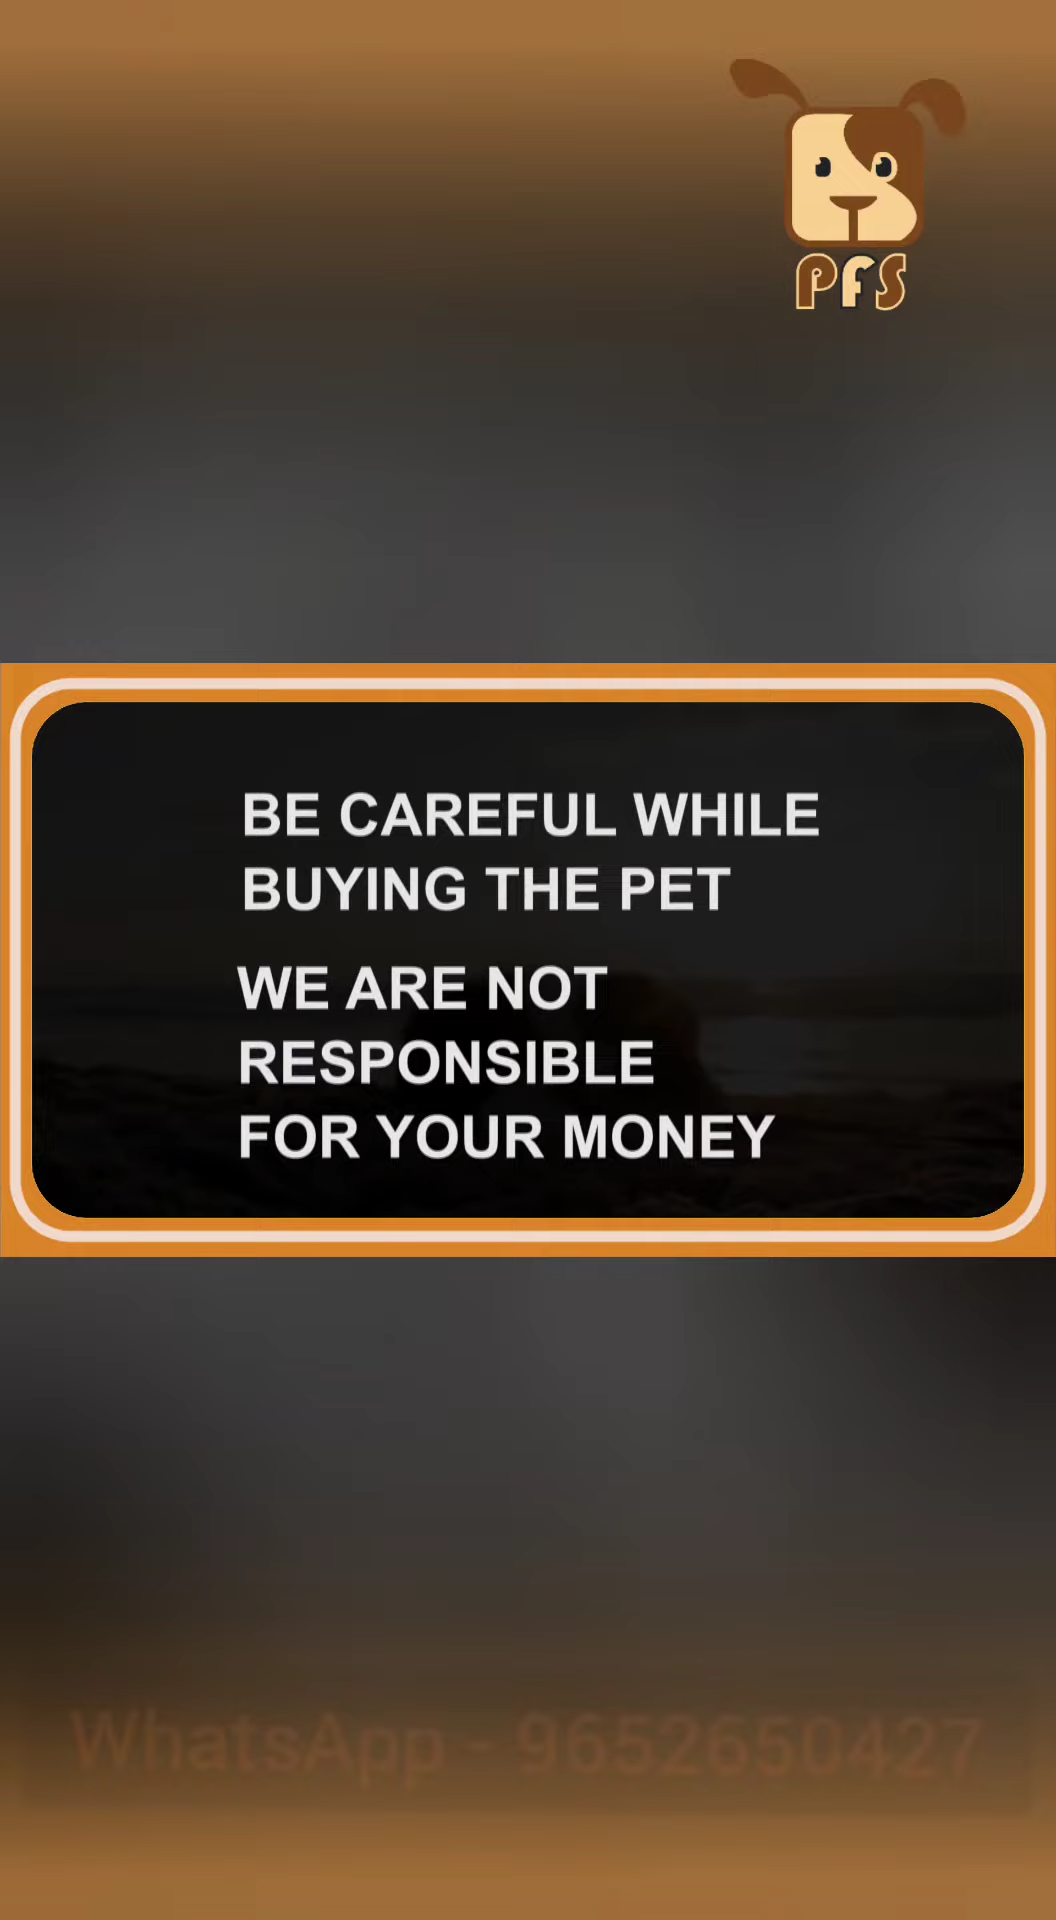 PFS
BE CAREFUL WHILE
BUYING THE PET
WE ARE NOT
RESPONSIBLE
FOR YOUR MONEY
WhatsApp - 9652650427